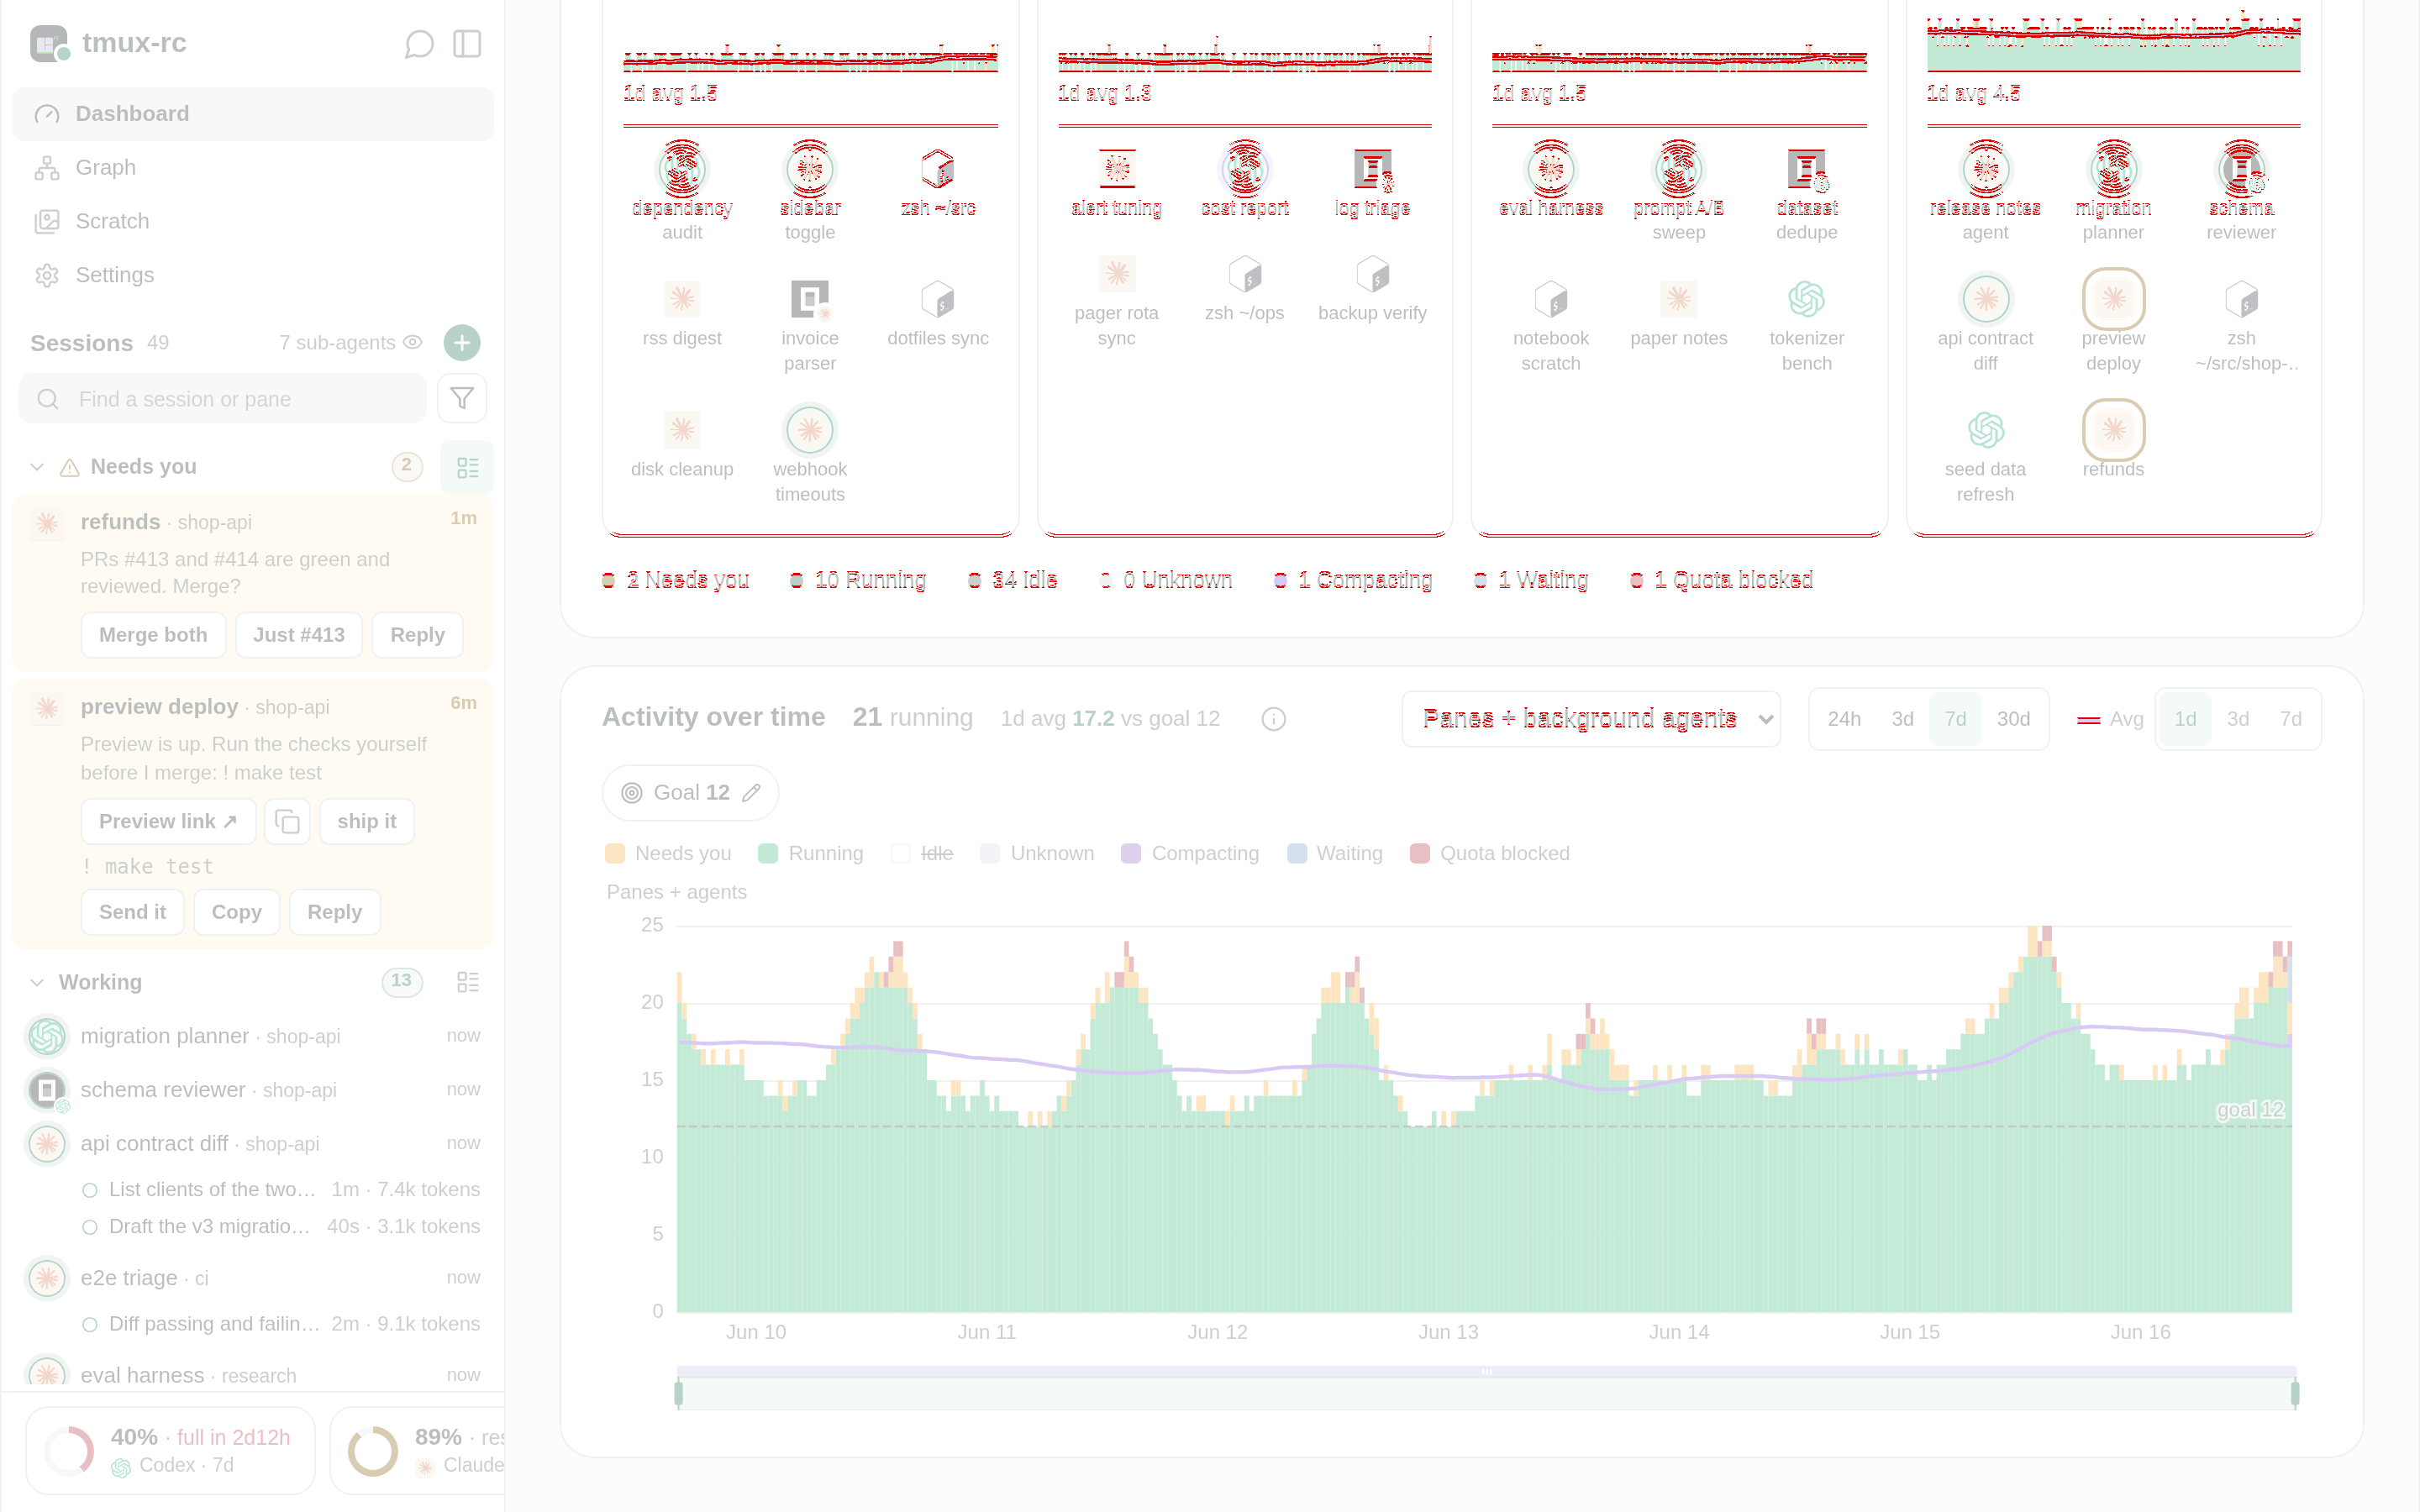 tmux-rc
Dashboard
Graph
Scratch
Settings
Sessions 49 7 sub-agents
Find a session or pane
Needs you 2
refunds · shop-api 1m
PRs #413 and #414 are green and
reviewed. Merge?
Merge both Just #413 Reply
preview deploy · shop-api 6m
Preview is up. Run the checks yourself
before I merge: ! make test
Preview link ↗ ship it
! make test
Send it Copy Reply
Working 13
migration planner · shop-api now
schema reviewer · shop-api now
api contract diff · shop-api now
List clients of the two… 1m · 7.4k tokens
Draft the v3 migratio… 40s · 3.1k tokens
e2e triage · ci now
Diff passing and failin… 2m · 9.1k tokens
eval harness · research now
40% · full in 2d12h
Codex · 7d
89% · res
Claude
1d avg 1.5
dependency
audit
sidebar
toggle
zsh ~/src
rss digest
invoice
parser
dotfiles sync
disk cleanup
webhook
timeouts
1d avg 1.3
alert tuning
cost report
log triage
pager rota
sync
zsh ~/ops
backup verify
1d avg 1.5
eval harness
prompt A/B
sweep
dataset
dedupe
notebook
scratch
paper notes
tokenizer
bench
1d avg 4.5
release notes
agent
migration
planner
schema
reviewer
api contract
diff
preview
deploy
zsh
~/src/shop-..
seed data
refresh
refunds
2 Needs you 10 Running 34 Idle 0 Unknown 1 Compacting 1 Waiting 1 Quota blocked
Activity over time 21 running 1d avg 17.2 vs goal 12 Panes + background agents 24h 3d 7d 30d Avg 1d 3d 7d
Goal 12
Needs you Running Idle Unknown Compacting Waiting Quota blocked
Panes + agents
25
20
15
goal 12
10
5
0
Jun 10 Jun 11 Jun 12 Jun 13 Jun 14 Jun 15 Jun 16